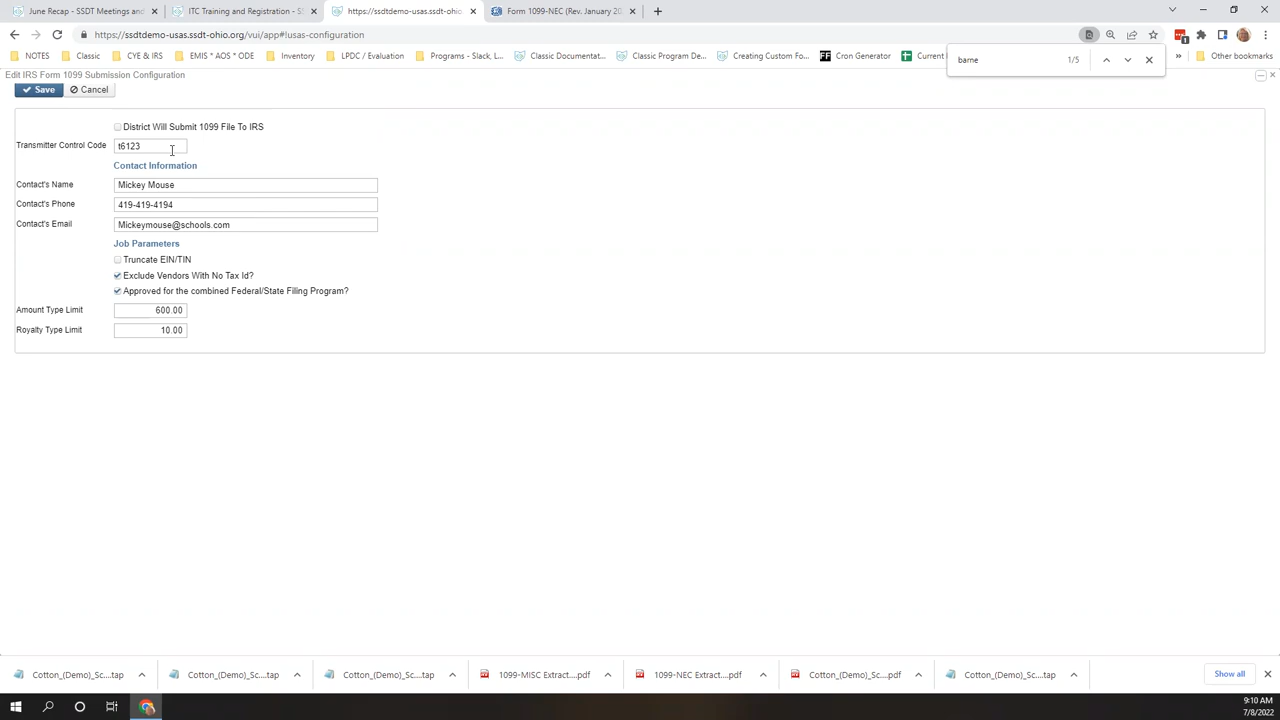 June Recap - SSDT Meetings and
ITC Training and Registration - S
https://ssdtdemo-usas.ssdt-ohio
Form 1099-NEC (Rev. January 20
https://ssdtdemo-usas.ssdt-ohio.org/vui/app#!usas-configuration
NOTES
Classic
CYE & IRS
EMIS * AOS * ODE
Inventory
LPDC / Evaluation
Programs - Slack, L...
Classic Documentat...
Classic Program De...
Creating Custom Fo...
FF Cron Generator
Current
»
Other bookmarks
barne 1/5
Edit IRS Form 1099 Submission Configuration
Save Cancel
District Will Submit 1099 File To IRS
Transmitter Control Code t6123
Contact Information
Contact's Name Mickey Mouse
Contact's Phone 419-419-4194
Contact's Email Mickeymouse@schools.com
Job Parameters
Truncate EIN/TIN
Exclude Vendors With No Tax Id?
Approved for the combined Federal/State Filing Program?
Amount Type Limit 600.00
Royalty Type Limit 10.00
Cotton_(Demo)_Sc....tap
Cotton_(Demo)_Sc....tap
Cotton_(Demo)_Sc....tap
1099-MISC Extract....pdf
1099-NEC Extract....pdf
Cotton_(Demo)_Sc....pdf
Cotton_(Demo)_Sc....tap
Show all
9:10 AM
7/8/2022